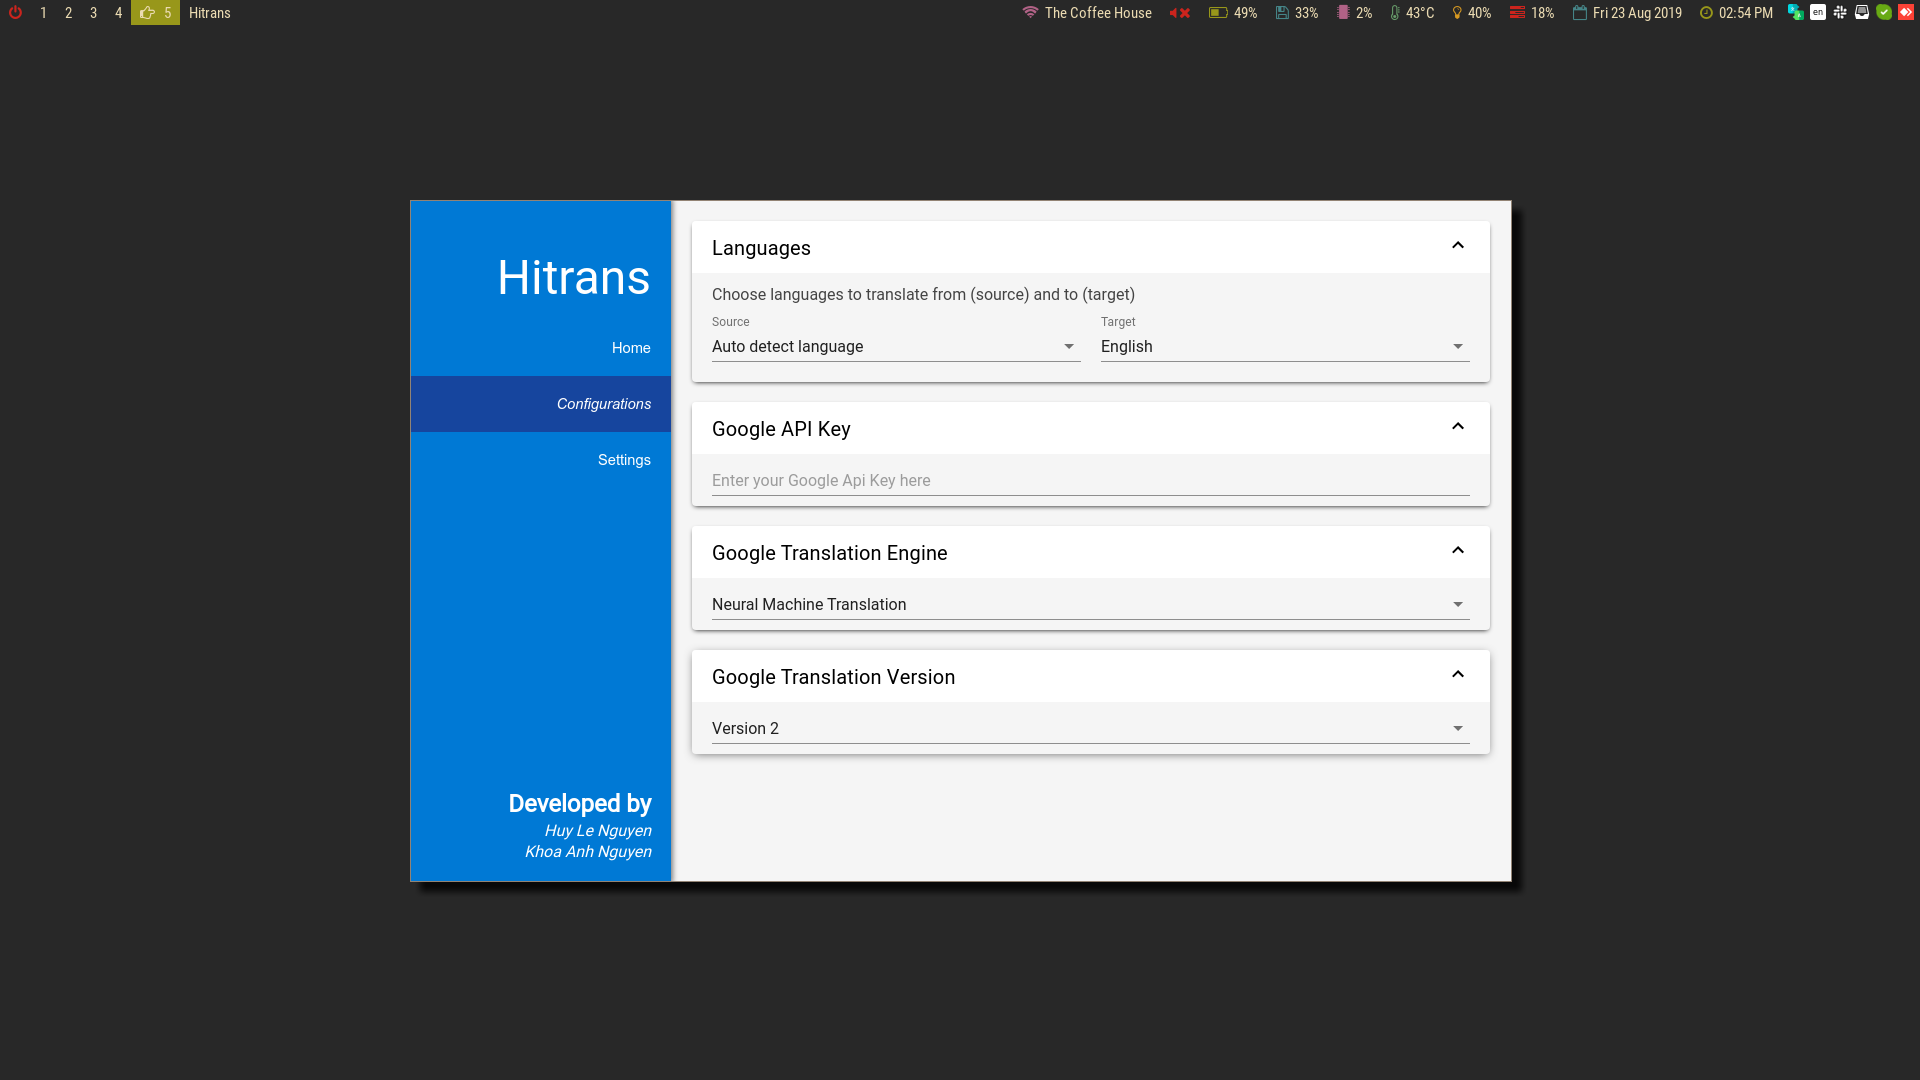 1 2 3 4 5 Hitrans The Coffee House 49% 33% 2% 43°C 40% 18% Fri 23 Aug 2019 02:54 PM en
Hitrans
Home
Configurations
Settings
Developed by
Huy Le Nguyen
Khoa Anh Nguyen
Languages
Choose languages to translate from (source) and to (target)
Source Target
Auto detect language English
Google API Key
Enter your Google Api Key here
Google Translation Engine
Neural Machine Translation
Google Translation Version
Version 2